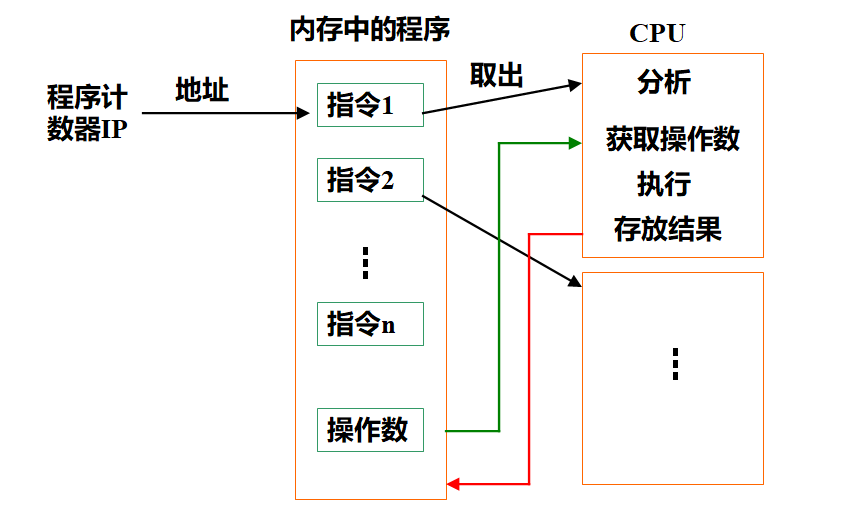 内存中的程序
CPU
程序计
数器IP
地址
指令1
取出
分析
获取操作数
执行
存放结果
指令2
指令n
操作数